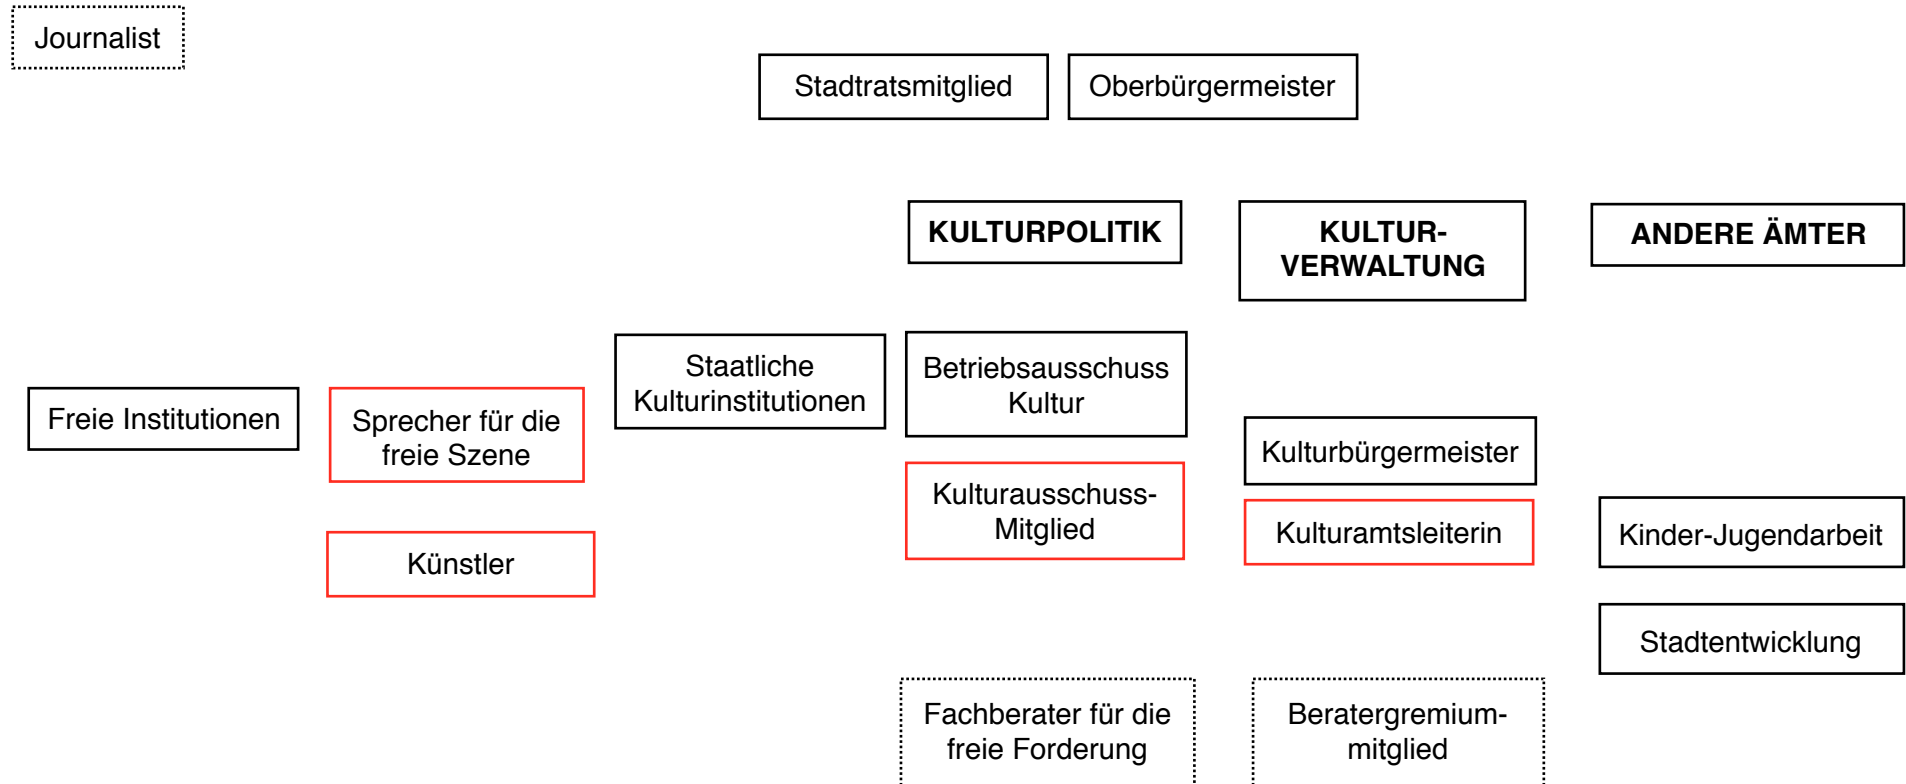 Journalist
Stadtratsmitglied
Oberbürgermeister
KULTURPOLITIK
KULTUR-
VERWALTUNG
ANDERE ÄMTER
Freie Institutionen
Sprecher für die
freie Szene
Künstler
Staatliche
Kulturinstitutionen
Betriebsausschuss
Kultur
Kulturausschuss-
Mitglied
Kulturbürgermeister
Kulturamtsleiterin
Kinder-Jugendarbeit
Stadtentwicklung
Fachberater für die
freie Forderung
Beratergremium-
mitglied